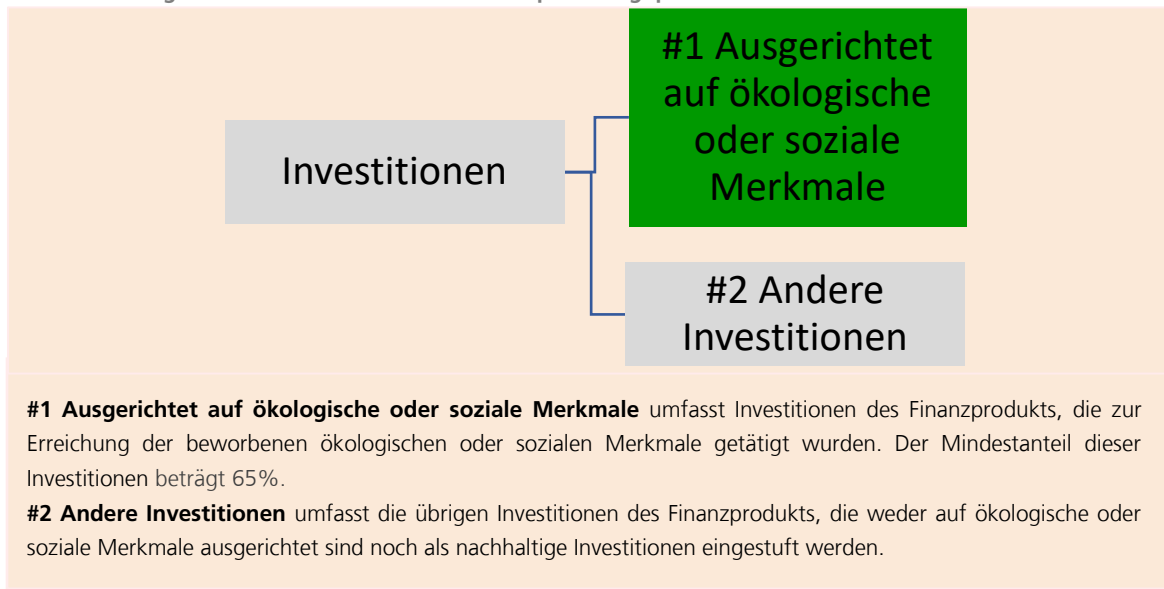 #1 Ausgerichtet
auf ökologische
oder soziale
Merkmale
Investitionen
#2 Andere
Investitionen
#1 Ausgerichtet auf ökologische oder soziale Merkmale umfasst Investitionen des Finanzprodukts, die zur
Erreichung der beworbenen ökologischen oder sozialen Merkmale getätigt wurden. Der Mindestanteil dieser
Investitionen beträgt 65%.
#2 Andere Investitionen umfasst die übrigen Investitionen des Finanzprodukts, die weder auf ökologische oder
soziale Merkmale ausgerichtet sind noch als nachhaltige Investitionen eingestuft werden.